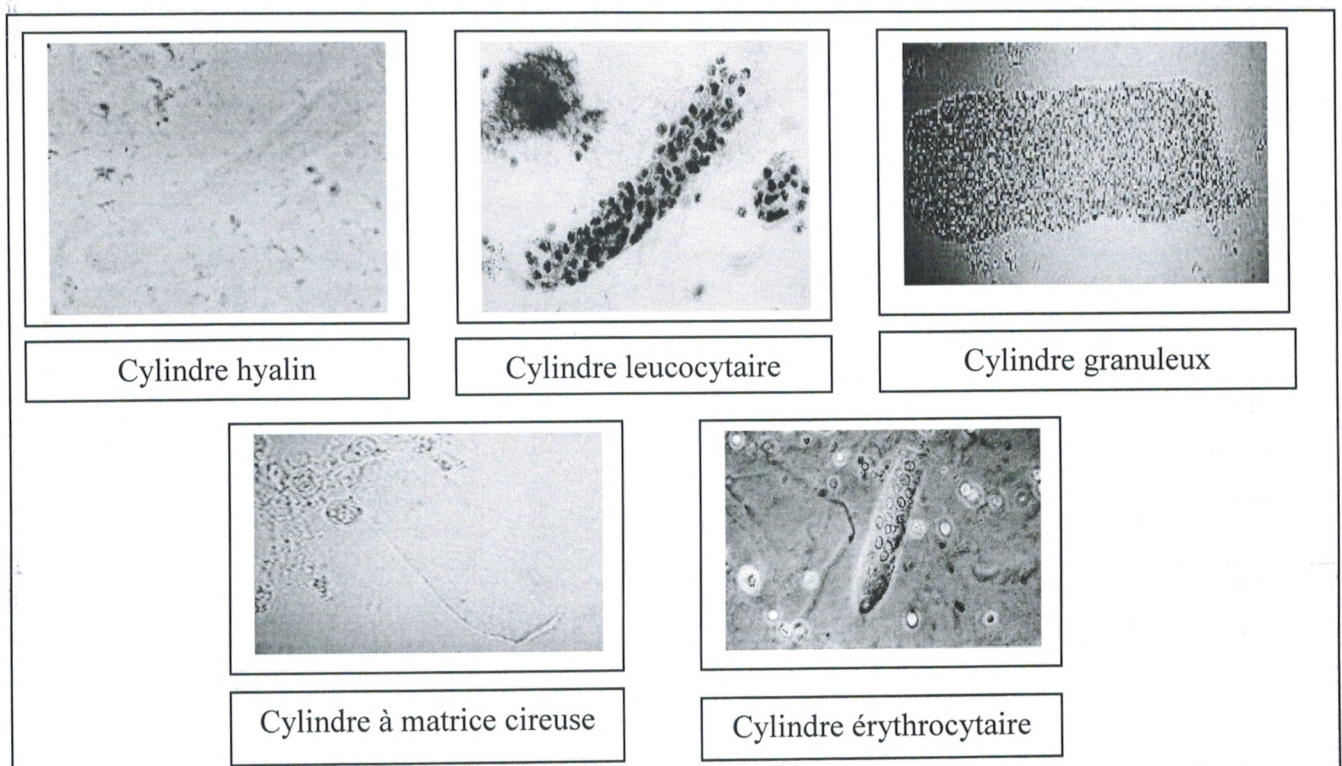 Cylindre hyalin
Cylindre leucocytaire
Cylindre granuleux
Cylindre à matrice cireuse
Cylindre érythrocytaire